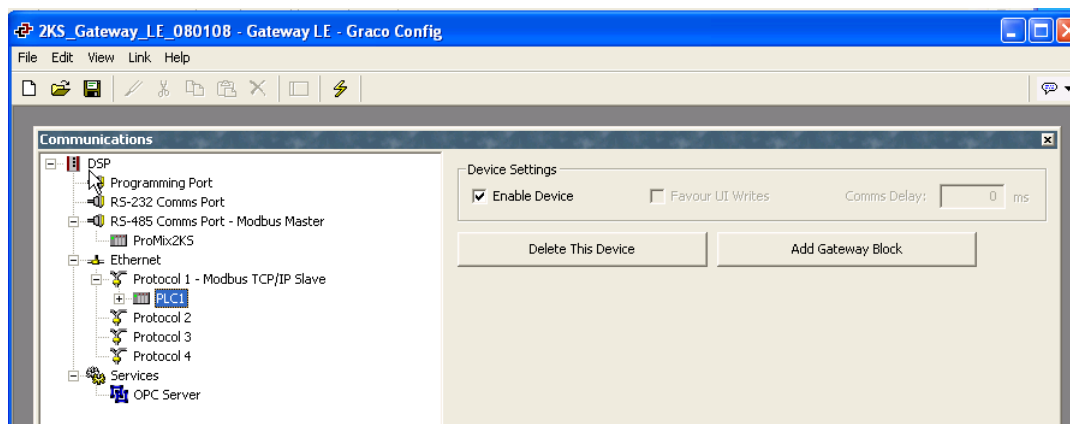 2KS_Gateway_LE_080108 - Gateway LE - Graco Config
File Edit View Link Help
Communications
DSP
Programming Port
RS-232 Comms Port
RS-485 Comms Port - Modbus Master
ProMix2KS
Ethernet
Protocol 1 - Modbus TCP/IP Slave
PLC1
Protocol 2
Protocol 3
Protocol 4
Services
OPC Server
Device Settings
Enable Device Favour UI Writes Comms Delay: 0 ms
Delete This Device Add Gateway Block